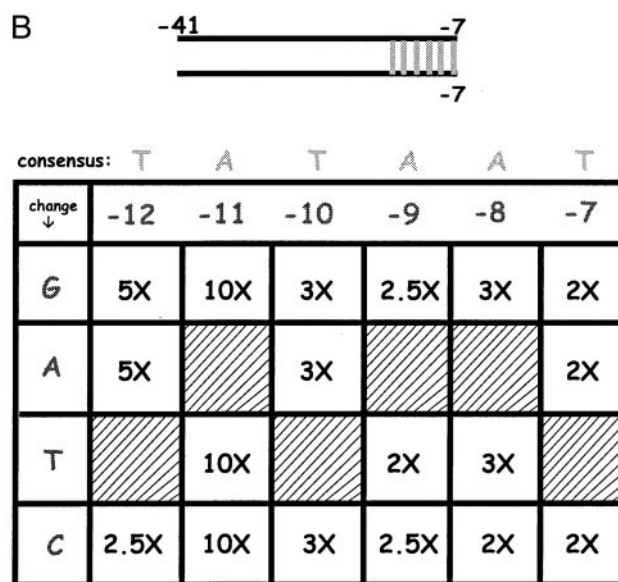 B
-41 -7
-7
consensus: T A T A A T
change ↓ -12 -11 -10 -9 -8 -7
G 5X 10X 3X 2.5X 3X 2X
A 5X 3X 2X
T 10X 2X 3X
C 2.5X 10X 3X 2.5X 2X 2X